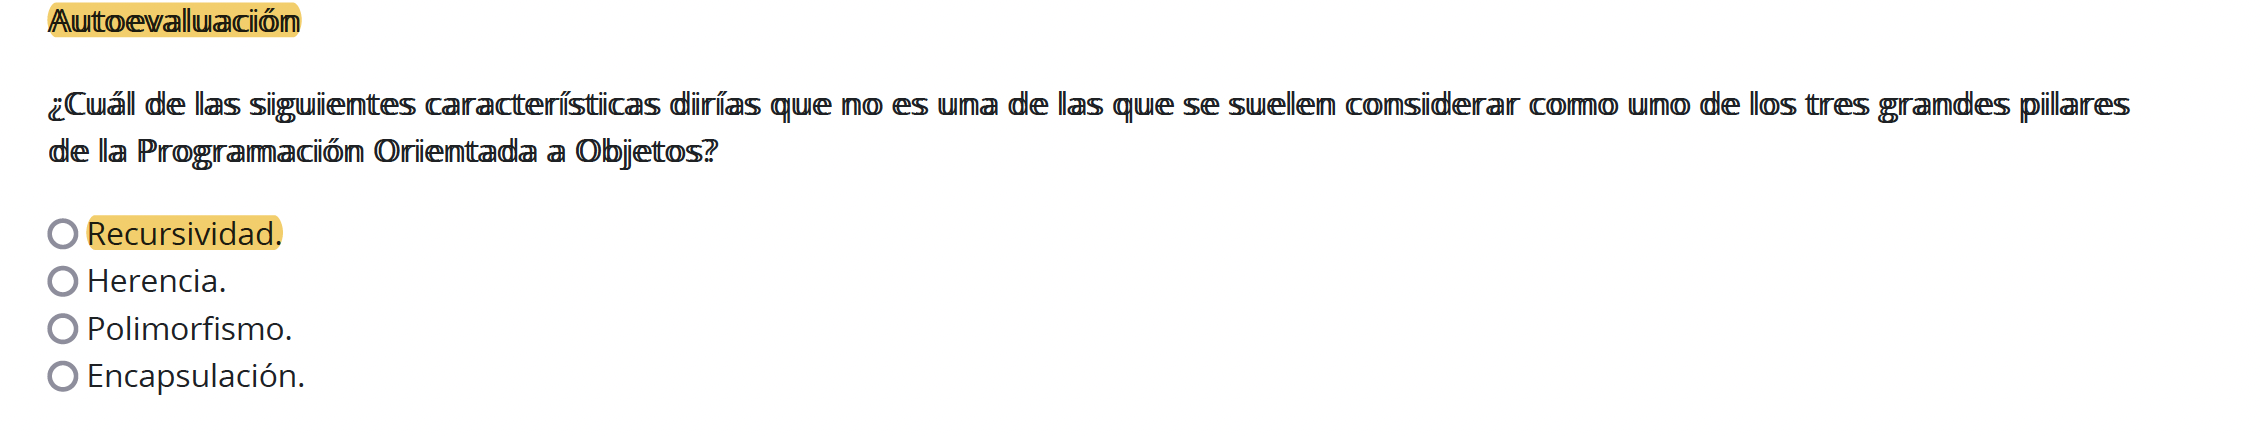 Autoevaluación
¿Cuál de las siguientes características dirías que no es una de las que se suelen considerar como uno de los tres grandes pilares
de la Programación Orientada a Objetos?
Recursividad.
Herencia.
Polimorfismo.
Encapsulación.